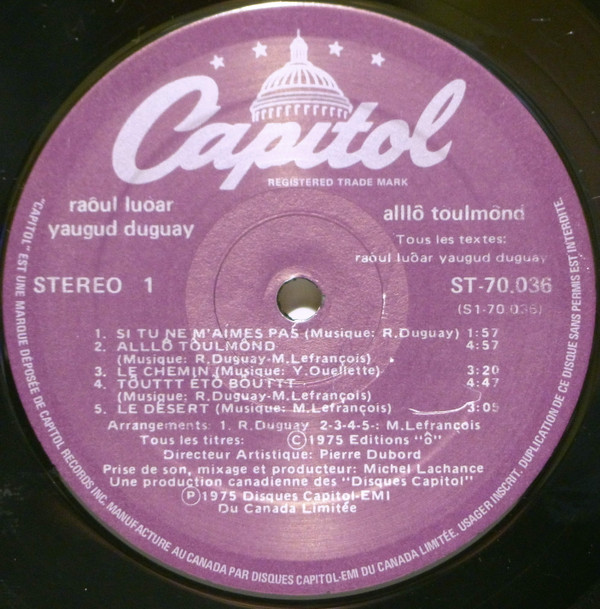 Capitol
REGISTERED TRADE MARK
raôul luoar
yaugud duguay
alllô toulmônd
Tous les textes:
raôul luôar yaugud duguay
STEREO 1
ST-70.036
(S1-70.036)
1. SI TU NE M'AIMES PAS (Musique: R.Duguay) 1:57
2. ALLLÔ TOULMÔND 4:57
(Musique: R.Duguay-M.Lefrançois)
3. LE CHEMIN (Musique: Y.Ouellette) 3:20
4. TÔUTTT ETÔ BÔUTTT 4:47
(Musique: R.Duguay-M.Lefrançois)
5. LE DESERT (Musique: M.Lefrançois) 3:05
Arrangements: 1. R.Duguay 2-3-4-5-: M.Lefrançois
Tous les titres: ©1975 Editions "ô"
Directeur Artistique: Pierre Dubord
Prise de son, mixage et producteur: Michel Lachance
Une production canadienne des "Disques Capitol"
℗1975 Disques Capitol-EMI
Du Canada Limitée
"CAPITOL" EST UNE MARQUE DÉPOSÉE DE CAPITOL RECORDS INC. MANUFACTURE AU CANADA PAR DISQUES CAPITOL-EMI DU CANADA LIMITÉE. USAGER INSCRIT. DUPLICATION DE CE DISQUE SANS PERMIS EST INTERDITE.